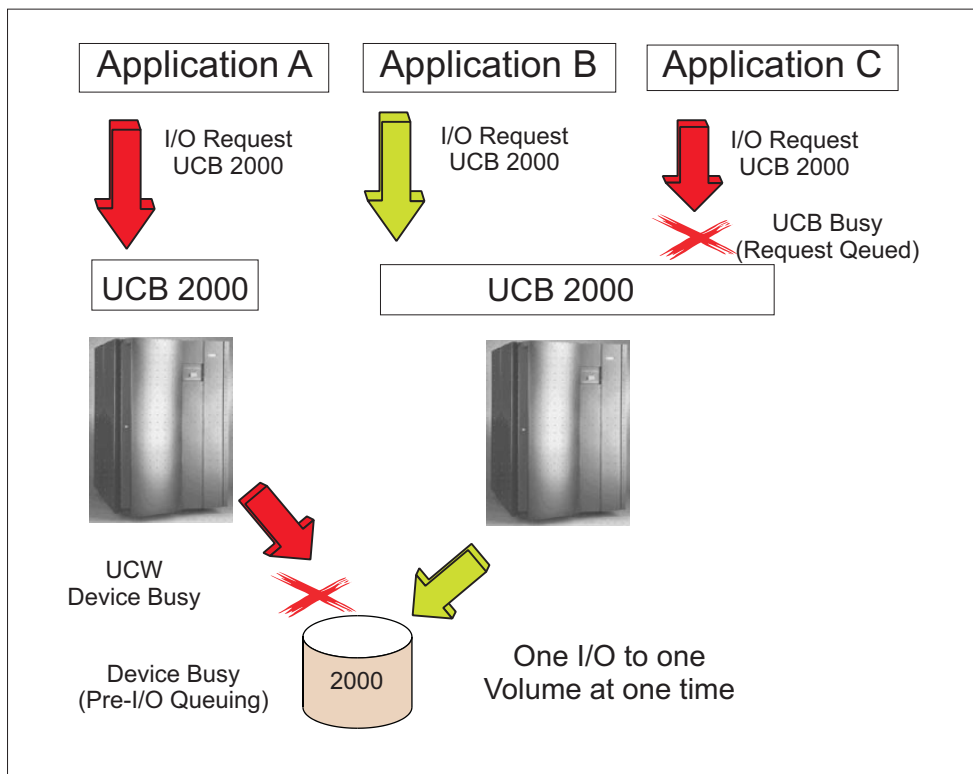 Application A
Application B
Application C
I/O Request
UCB 2000
I/O Request
UCB 2000
I/O Request
UCB 2000
UCB Busy
(Request Qeued)
UCB 2000
UCB 2000
UCW
Device Busy
Device Busy
(Pre-I/O Queuing)
2000
One I/O to one
Volume at one time